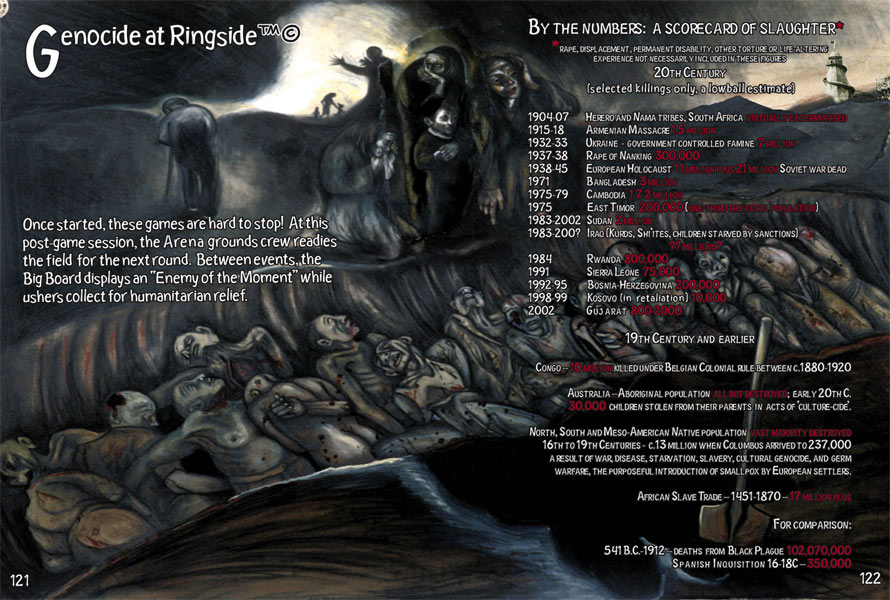 Genocide at Ringside™©
Once started, these games are hard to stop! At this
post-game session, the Arena grounds crew readies
the field for the next round. Between events, the
Big Board displays an "Enemy of the Moment" while
ushers collect for humanitarian relief.
121
By the numbers: a scorecard of slaughter*
*Rape, displacement, permanent disability, other torture or life-altering
experience not necessarily included in these figures
20th Century
(selected killings only, a lowball estimate)
1904-07 Herero and Nama tribes, South Africa virtually exterminated
1915-18 Armenian Massacre 1.5 million
1932-33 Ukraine - government controlled famine 7 million
1937-38 Rape of Nanking 300,000
1938-45 European Holocaust 11 million plus 21 million Soviet war dead
1971 Bangladesh 3 million
1975-79 Cambodia 1.7-2 million
1975 East Timor 200,000 (one third the total population)
1983-2002 Sudan 2 million
1983-200? Iraq (Kurds, Shi'ites, children starved by sanctions)
?? millions?
1984 Rwanda 800,000
1991 Sierra Leone 75,000
1992-95 Bosnia-Herzegovina 200,000
1998-99 Kosovo (in retaliation) 10,000
2002 Gujarat 800-2000
19th Century and earlier
Congo – 10 million killed under Belgian Colonial rule between c.1880-1920
Australia – Aboriginal population all but destroyed; early 20th C.
30,000 children stolen from their parents in acts of 'culture-cide'.
North, South and Meso-American Native population vast majority destroyed
16th to 19th Centuries - c.13 million when Columbus arrived to 237,000
a result of war, disease, starvation, slavery, cultural genocide, and germ
warfare, the purposeful introduction of smallpox by European settlers.
African Slave Trade – 1451-1870 – 17 million plus
For comparison:
541 B.C.-1912 – deaths from Black Plague 102,070,000
Spanish Inquisition 16-18C – 350,000
122